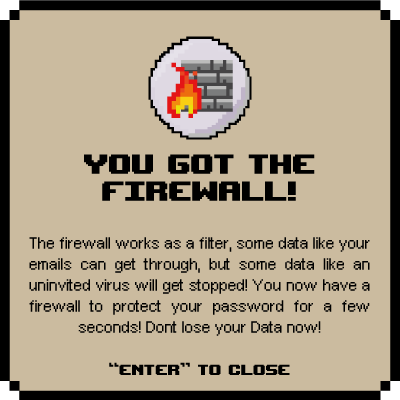 YOU GOT THE
FIREWALL!
The firewall works as a filter, some data like your
emails can get through, but some data like an
uninvited virus will get stopped! You now have a
firewall to protect your password for a few
seconds! Dont lose your Data now!
“ENTER” TO CLOSE